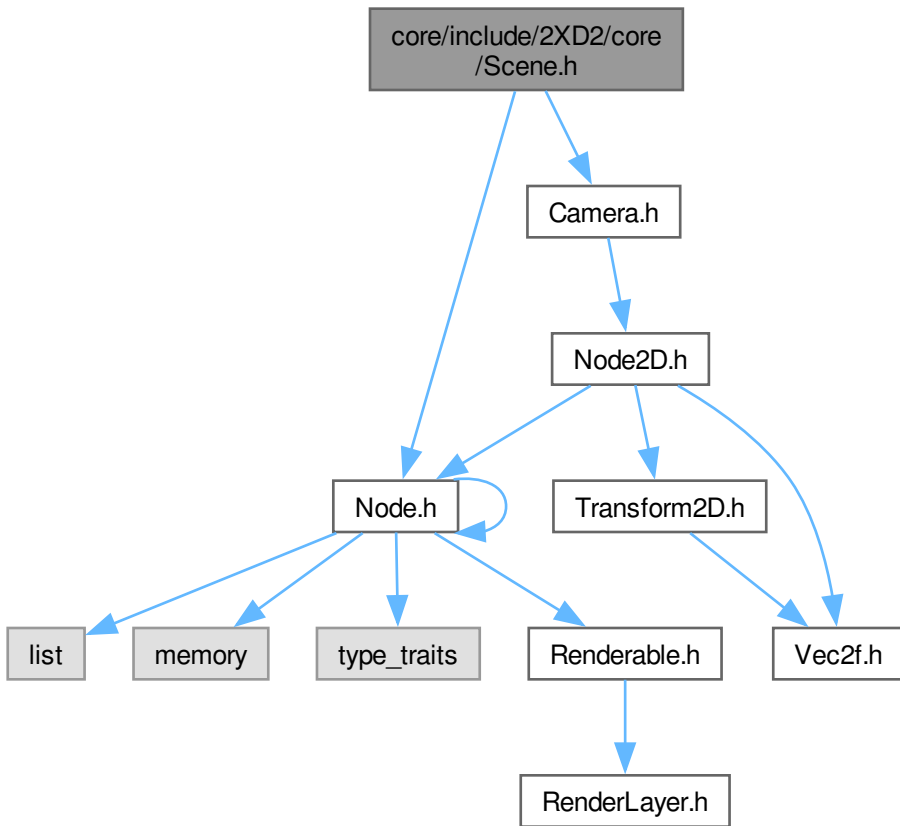 core/include/2XD2/core
/Scene.h
Camera.h
Node2D.h
Node.h
Transform2D.h
list
memory
type_traits
Renderable.h
Vec2f.h
RenderLayer.h